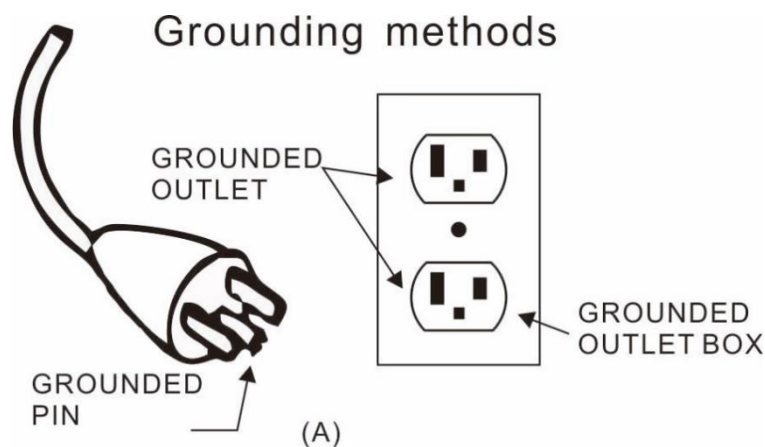 Grounding methods
GROUNDED
OUTLET
GROUNDED
OUTLET BOX
GROUNDED
PIN
(A)